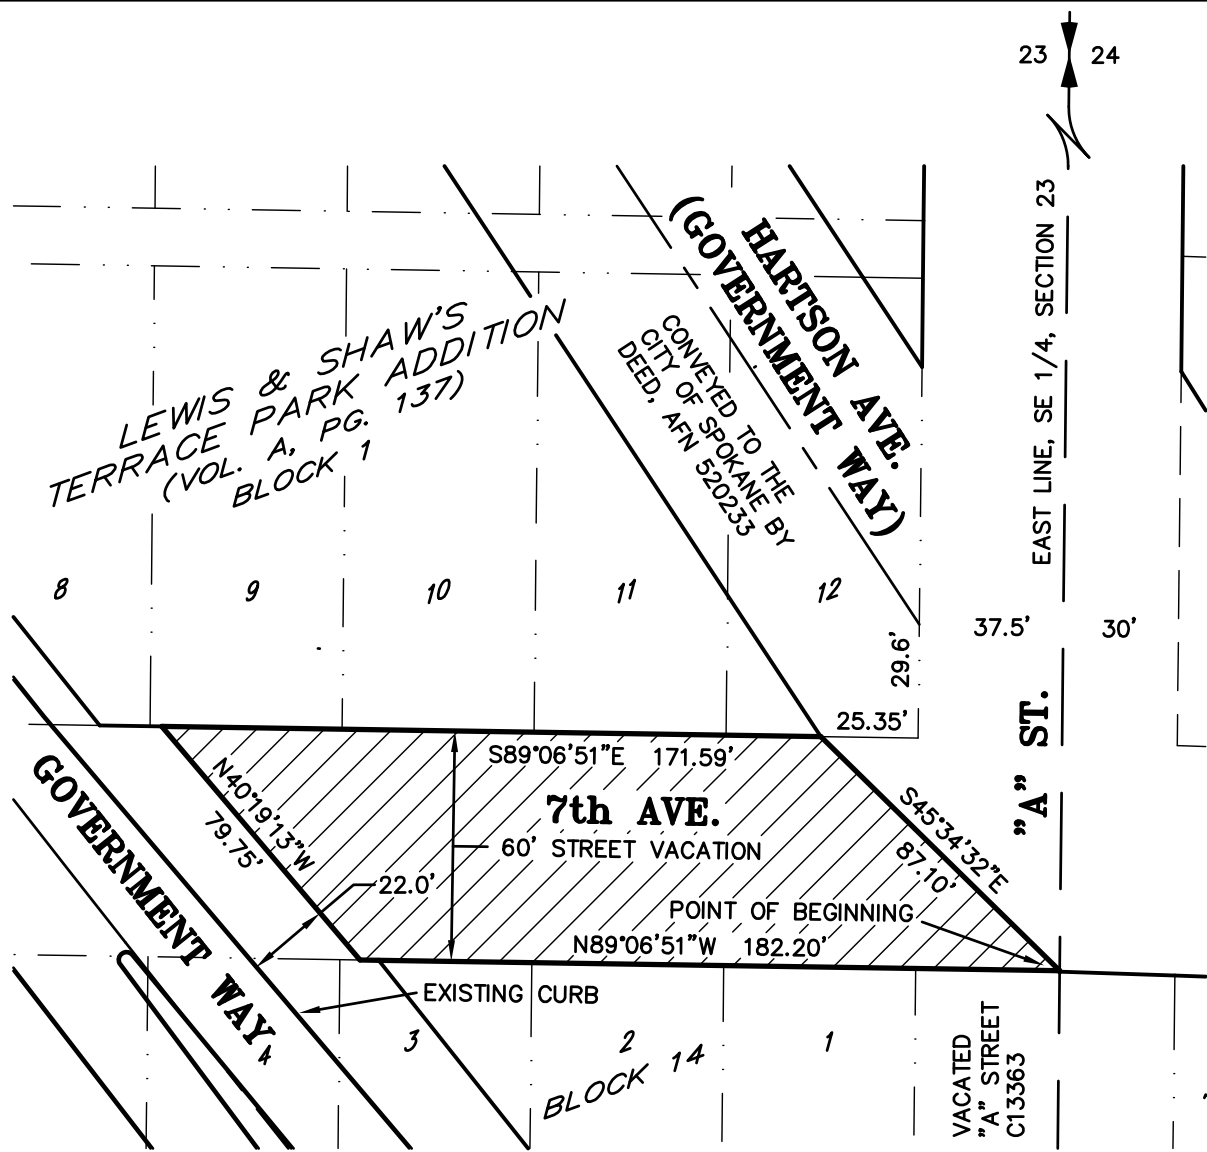 23 24
EAST LINE, SE 1/4, SECTION 23
HARTSON AVE.
(GOVERNMENT WAY)
CONVEYED TO THE
CITY OF SPOKANE BY
DEED, AFN 520233
LEWIS & SHAW'S
TERRACE PARK ADDITION
(VOL. A, PG. 137)
BLOCK 1
8 9 10 11 12
37.5' 30'
29.6'
25.35'
"A" ST.
S89°06'51"E 171.59'
N40°19'13"W
79.75'
7th AVE.
60' STREET VACATION
S45°34'32"E
87.10'
22.0'
POINT OF BEGINNING
N89°06'51"W 182.20'
GOVERNMENT WAY
EXISTING CURB
4 3 2 1
BLOCK 14
VACATED
"A" STREET
C13363